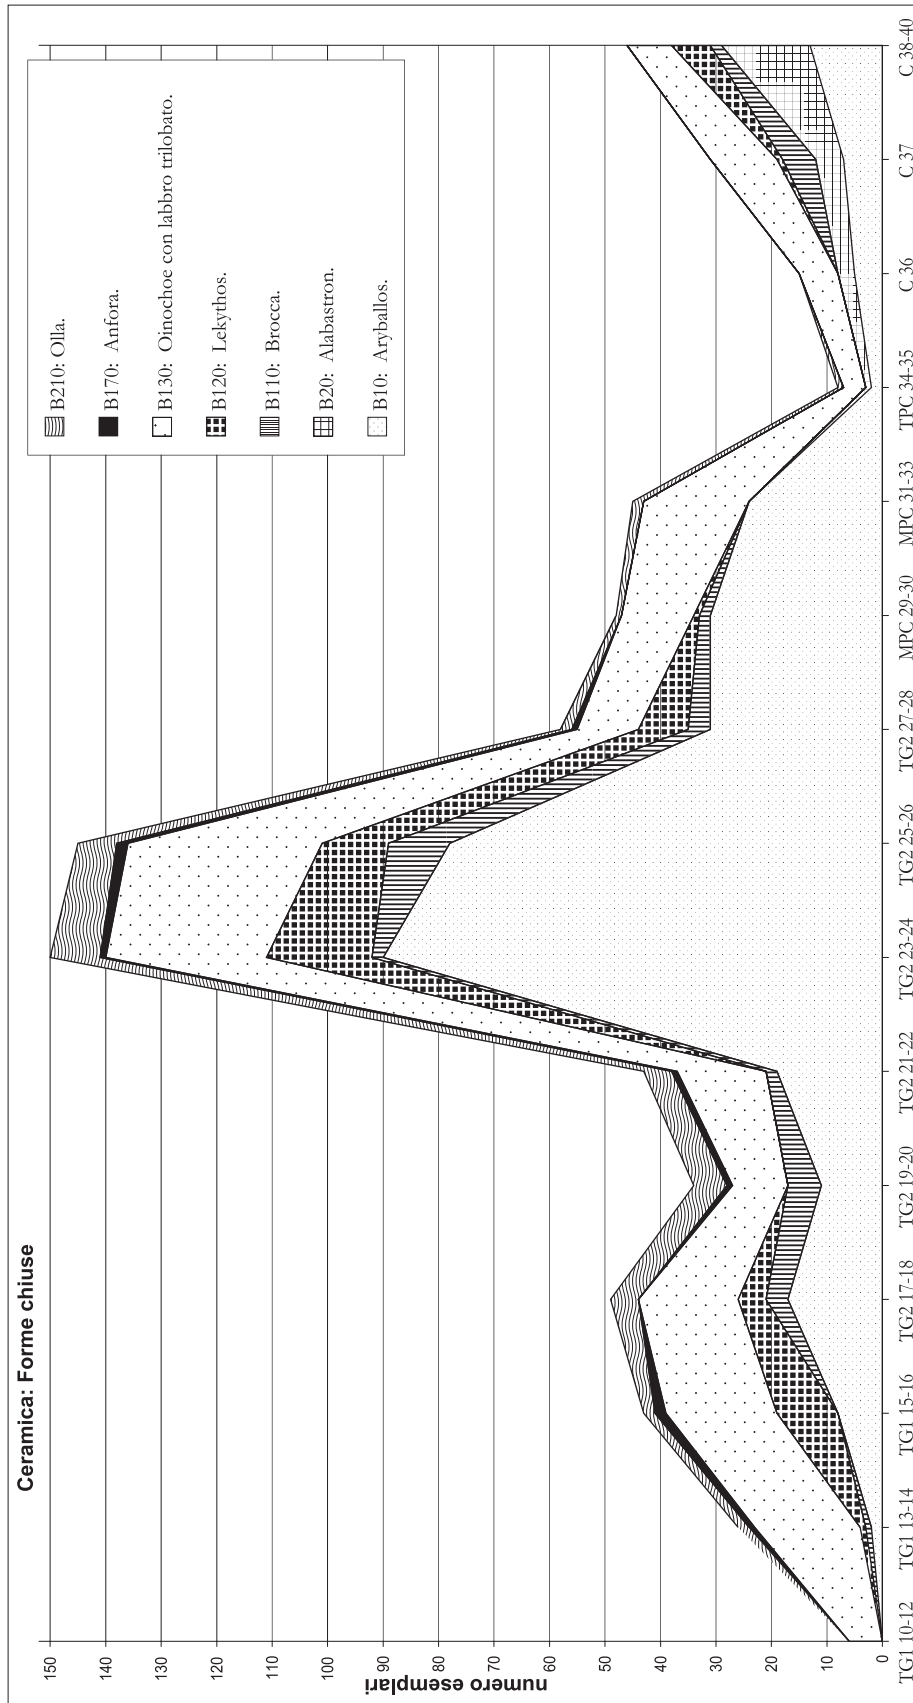 Ceramica: Forme chiuse
numero esemplari
150
140
130
120
110
100
90
80
70
60
50
40
30
20
10
0
B210: Olla.
B170: Anfora.
B130: Oinochoe con labbro trilobato.
B120: Lekythos.
B110: Brocca.
B20: Alabastron.
B10: Aryballos.
TG1 10-12
TG1 13-14
TG1 15-16
TG2 17-18
TG2 19-20
TG2 21-22
TG2 23-24
TG2 25-26
TG2 27-28
MPC 29-30
MPC 31-33
TPC 34-35
C 36
C 37
C 38-40